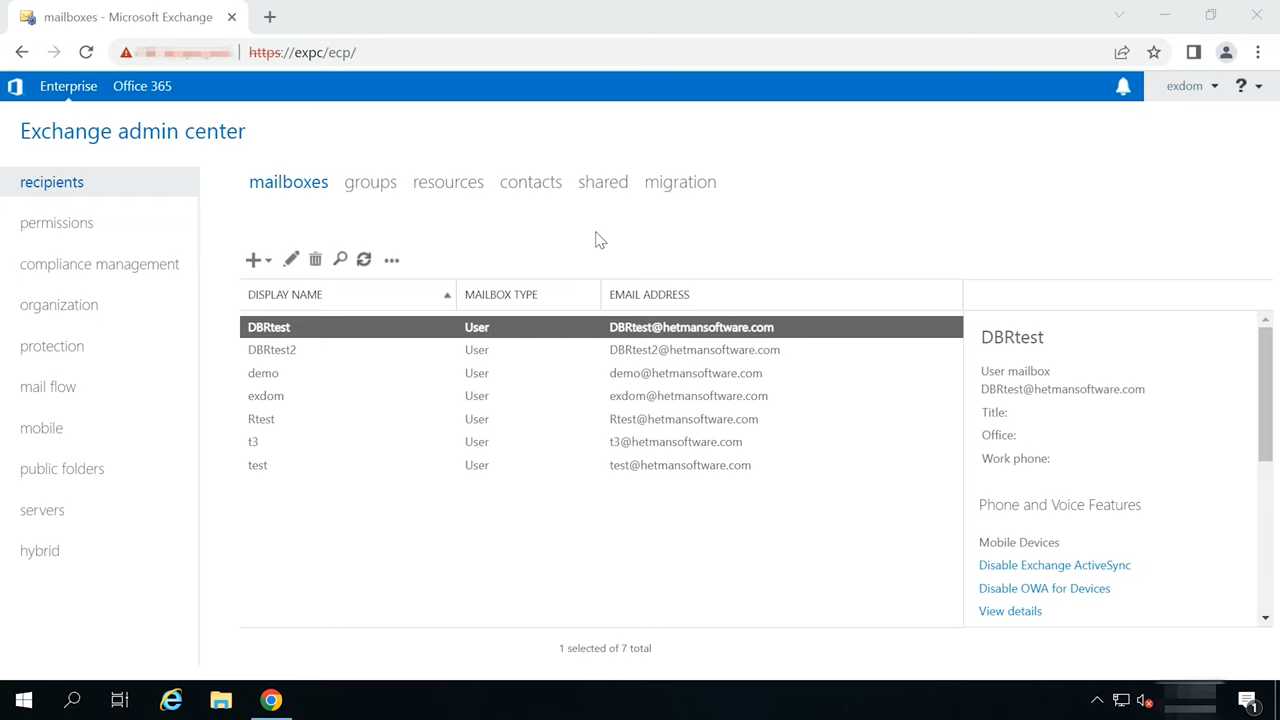 mailboxes - Microsoft Exchange
https://expc/ecp/
Enterprise Office 365
exdom ?
Exchange admin center
recipients
permissions
compliance management
organization
protection
mail flow
mobile
public folders
servers
hybrid
mailboxes groups resources contacts shared migration
DISPLAY NAME MAILBOX TYPE EMAIL ADDRESS
DBRtest User DBRtest@hetmansoftware.com
DBRtest2 User DBRtest2@hetmansoftware.com
demo User demo@hetmansoftware.com
exdom User exdom@hetmansoftware.com
Rtest User Rtest@hetmansoftware.com
t3 User t3@hetmansoftware.com
test User test@hetmansoftware.com
1 selected of 7 total
DBRtest
User mailbox
DBRtest@hetmansoftware.com
Title:
Office:
Work phone:
Phone and Voice Features
Mobile Devices
Disable Exchange ActiveSync
Disable OWA for Devices
View details
1